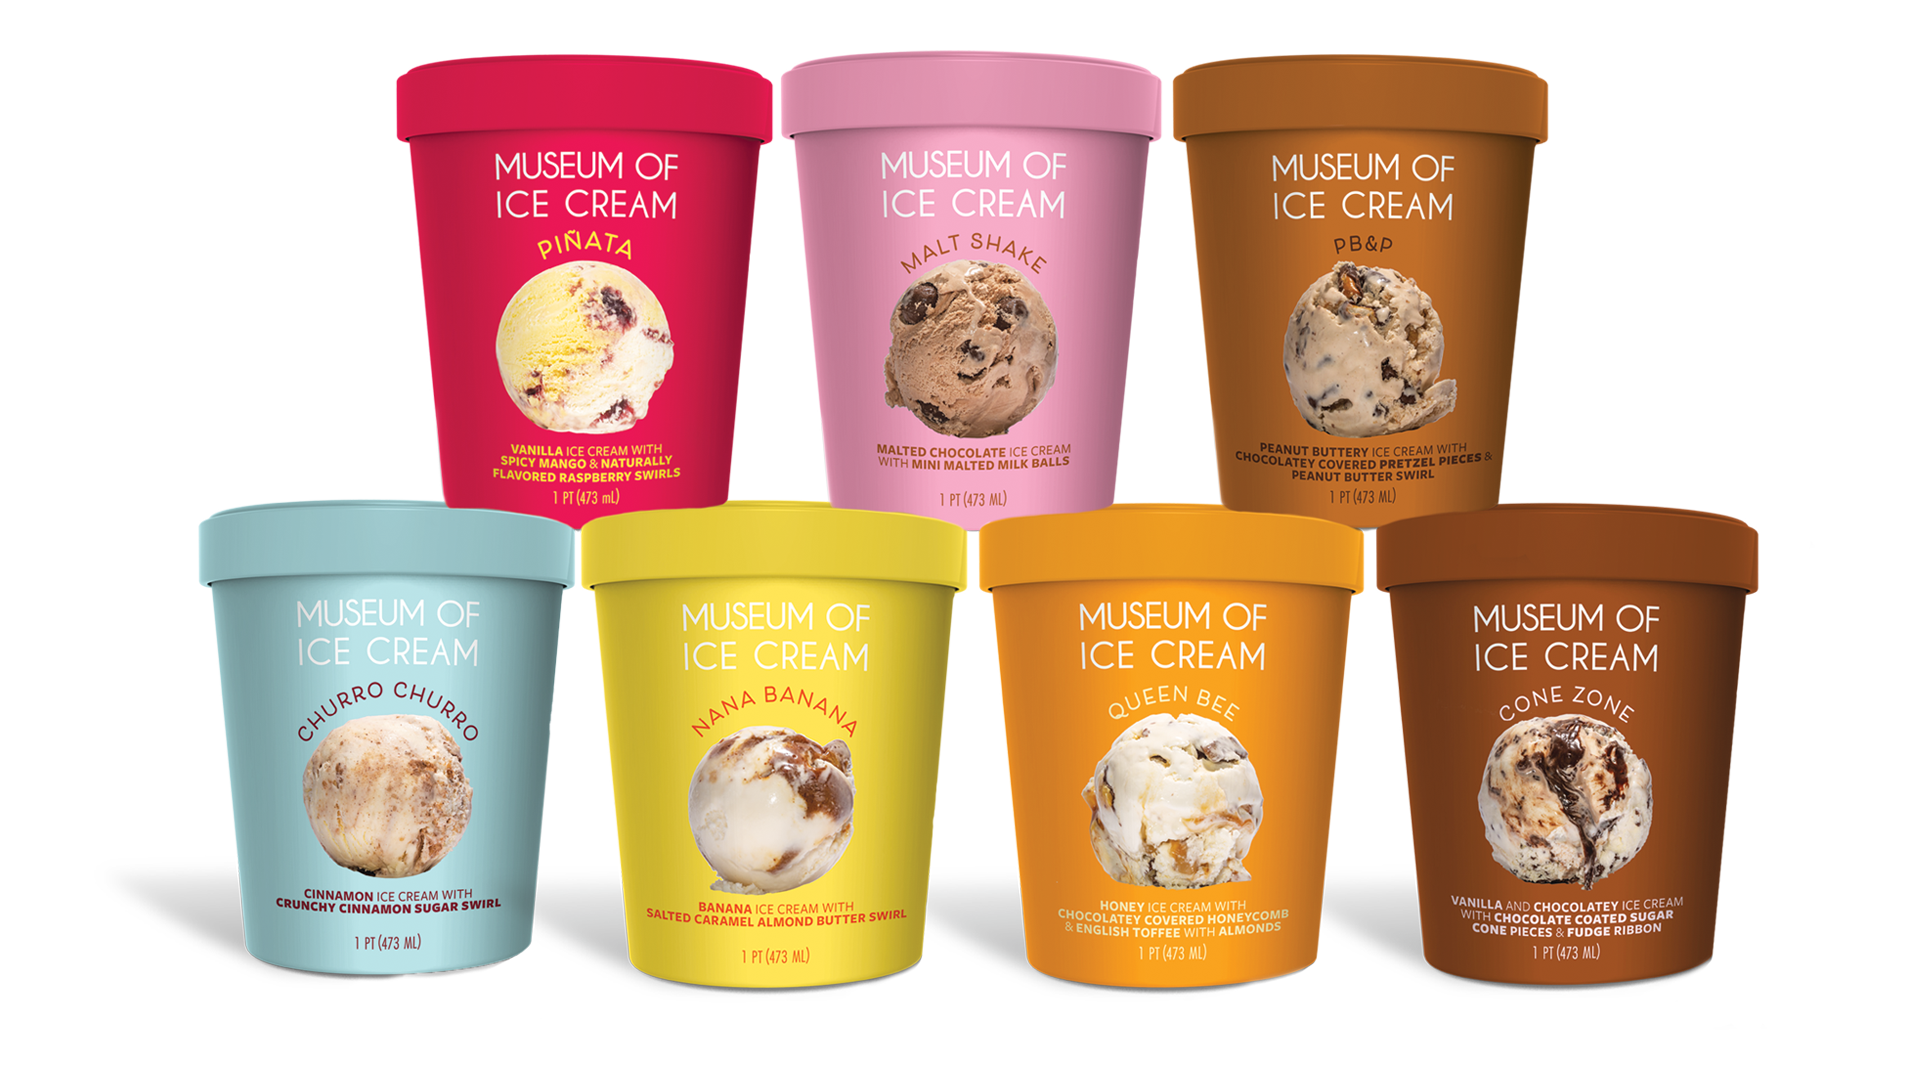 MUSEUM OF
ICE CREAM
PIÑATA
VANILLA ICE CREAM WITH
SPICY MANGO & NATURALLY
FLAVORED RASPBERRY SWIRLS
1 PT (473 mL)
MUSEUM OF
ICE CREAM
MALT SHAKE
MALTED CHOCOLATE ICE CREAM
WITH MINI MALTED MILK BALLS
1 PT (473 ML)
MUSEUM OF
ICE CREAM
PB&P
PEANUT BUTTERY ICE CREAM WITH
CHOCOLATEY COVERED PRETZEL PIECES &
PEANUT BUTTER SWIRL
1 PT (473 ML)
MUSEUM OF
ICE CREAM
CHURRO CHURRO
CINNAMON ICE CREAM WITH
CRUNCHY CINNAMON SUGAR SWIRL
1 PT (473 ML)
MUSEUM OF
ICE CREAM
NANA BANANA
BANANA ICE CREAM WITH
SALTED CARAMEL ALMOND BUTTER SWIRL
1 PT (473 ML)
MUSEUM OF
ICE CREAM
QUEEN BEE
HONEY ICE CREAM WITH
CHOCOLATEY COVERED HONEYCOMB
& ENGLISH TOFFEE WITH ALMONDS
1 PT (473 ML)
MUSEUM OF
ICE CREAM
CONE ZONE
VANILLA AND CHOCOLATEY ICE CREAM
WITH CHOCOLATE COATED SUGAR
CONE PIECES & FUDGE RIBBON
1 PT (473 ML)